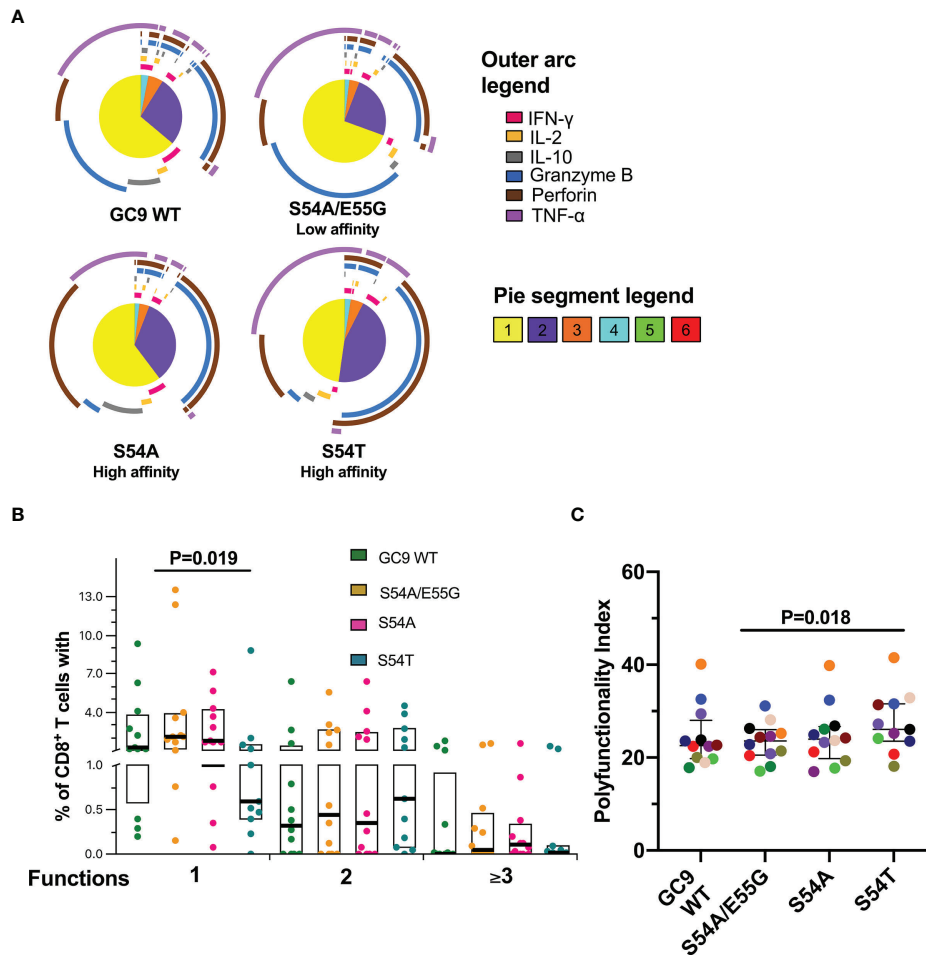 A
GC9 WT
S54A/E55G
Low affinity
Outer arc
legend
IFN-γ
IL-2
IL-10
Granzyme B
Perforin
TNF-α
S54A
High affinity
S54T
High affinity
Pie segment legend
1 2 3 4 5 6
B
% of CD8⁺ T cells with
13.0
10.0
7.0
4.0
1.0
0.5
0.0
P=0.019
GC9 WT
S54A/E55G
S54A
S54T
Functions 1 2 ≥3
C
Polyfunctionality Index
60
40
20
0
P=0.018
GC9
WT
S54A/E55G
S54A
S54T